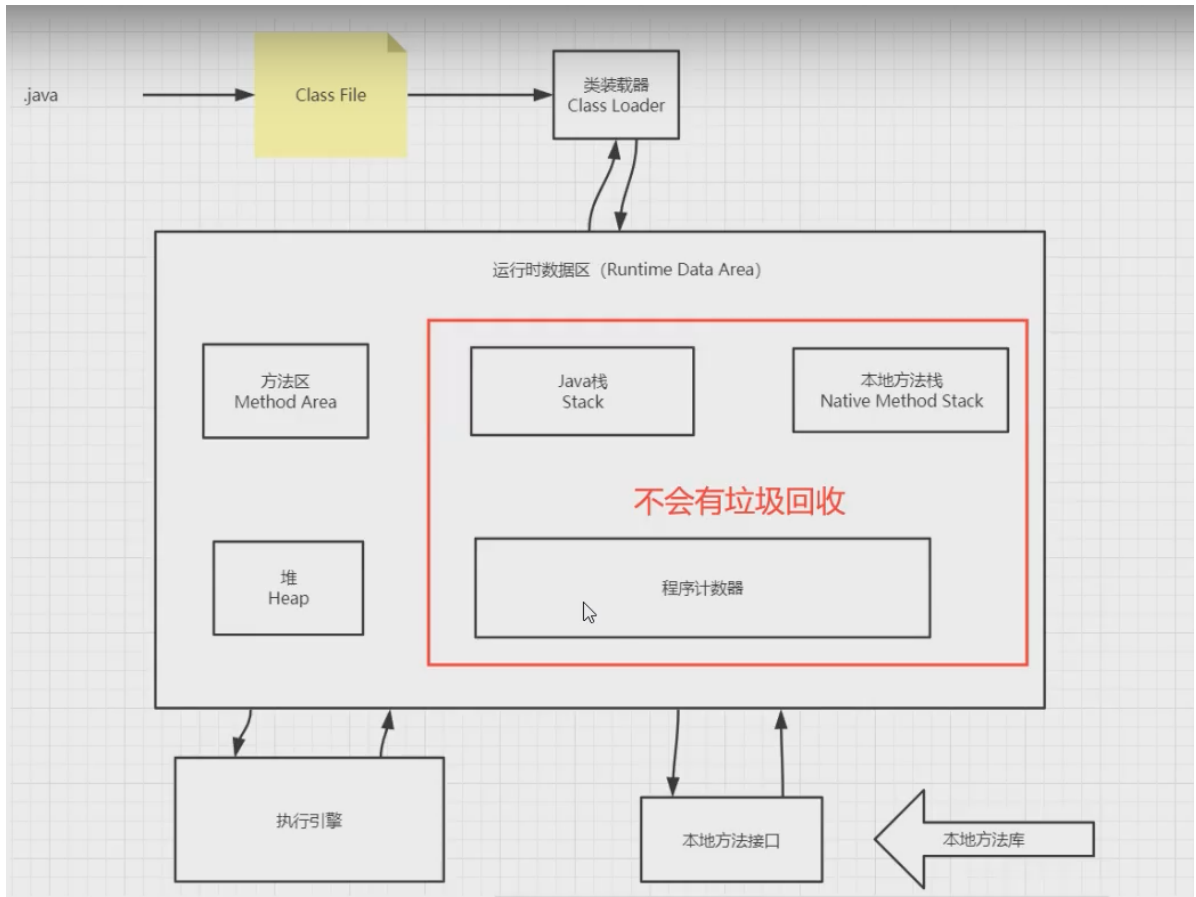 .java
Class File
类装载器
Class Loader
运行时数据区（Runtime Data Area）
方法区
Method Area
Java栈
Stack
本地方法栈
Native Method Stack
不会有垃圾回收
堆
Heap
程序计数器
执行引擎
本地方法接口
本地方法库